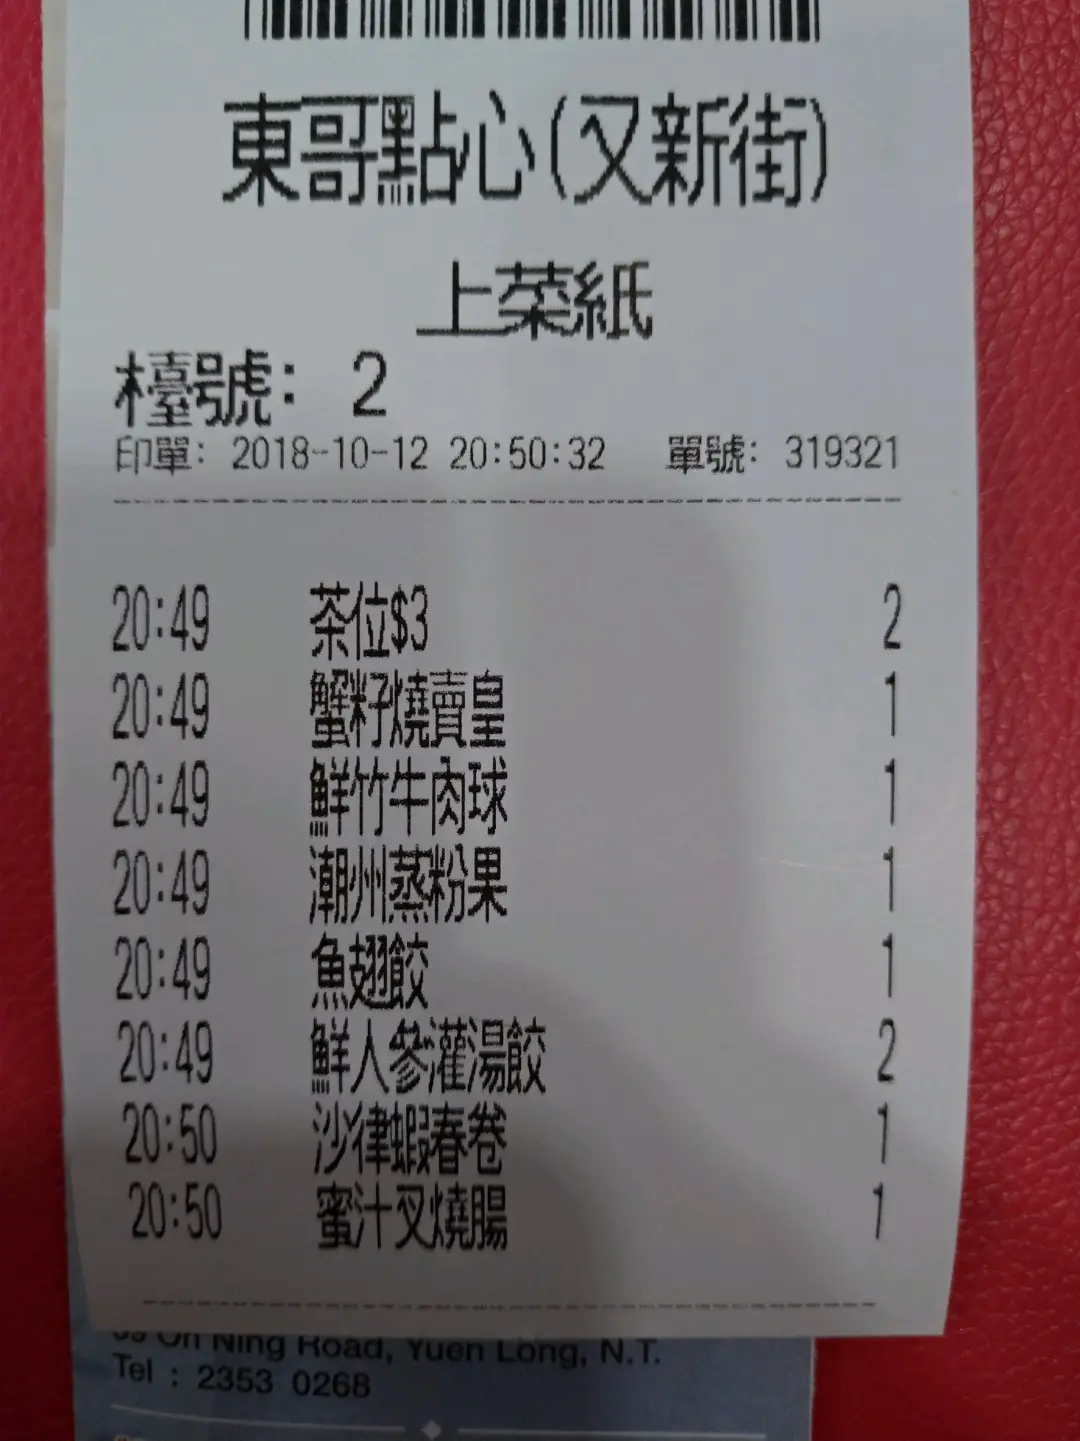 東哥點心(又新街)
上菜紙
檯號: 2
印單: 2018-10-12 20:50:32 單號: 319321
20:49 茶位$3 2
20:49 蟹籽燒賣皇 1
20:49 鮮竹牛肉球 1
20:49 潮州蒸粉果 1
20:49 魚翅餃 1
20:49 鮮人參灌湯餃 2
20:50 沙律蝦春卷 1
20:50 蜜汁叉燒腸 1
On Ning Road, Yuen Long, N.T.
Tel : 2353 0268